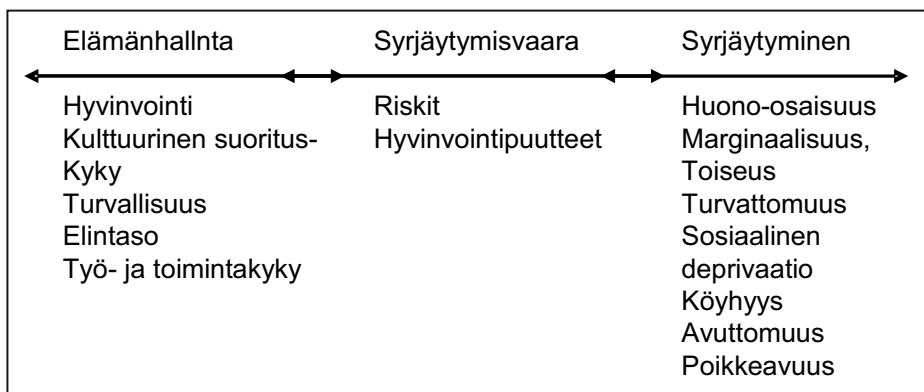 Elämänhallnta
Syrjäytymisvaara
Syrjäytyminen
Hyvinvointi
Kulttuurinen suoritus-
Kyky
Turvallisuus
Elintaso
Työ- ja toimintakyky
Riskit
Hyvinvointipuutteet
Huono-osaisuus
Marginaalisuus,
Toiseus
Turvattomuus
Sosiaalinen
deprivaatio
Köyhyys
Avuttomuus
Poikkeavuus